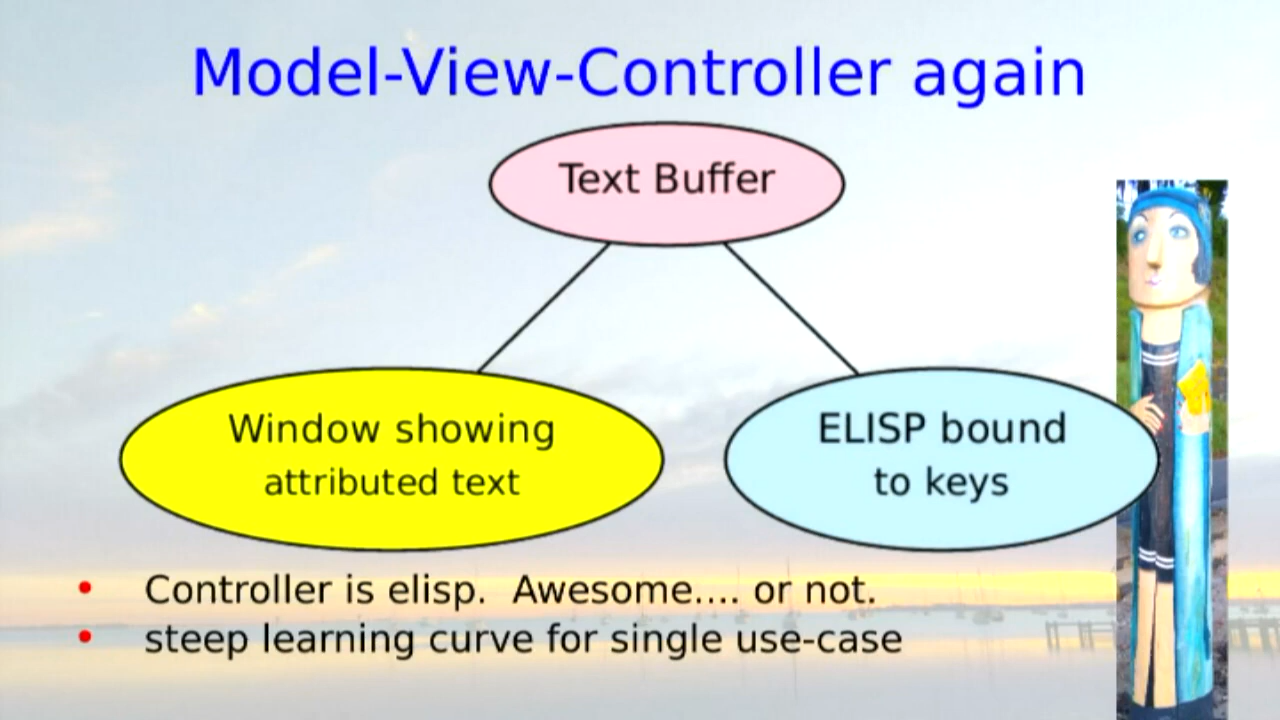 Model-View-Controller again
Text Buffer
Window showing
attributed text
ELISP bound
to keys
• Controller is elisp.  Awesome.... or not.
• steep learning curve for single use-case